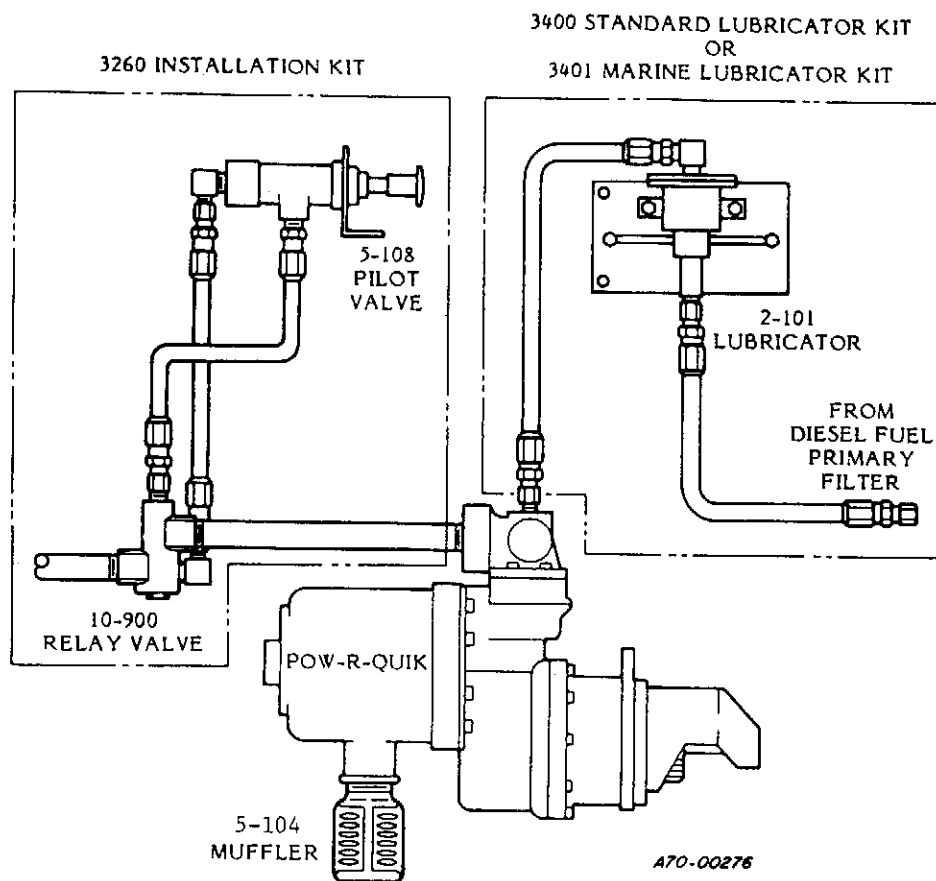 3400 STANDARD LUBRICATOR KIT
OR
3401 MARINE LUBRICATOR KIT
3260 INSTALLATION KIT
5-108
PILOT
VALVE
2-101
LUBRICATOR
FROM
DIESEL FUEL
PRIMARY
FILTER
10-900
RELAY VALVE
POW-R-QUIK
5-104
MUFFLER
A70-00276